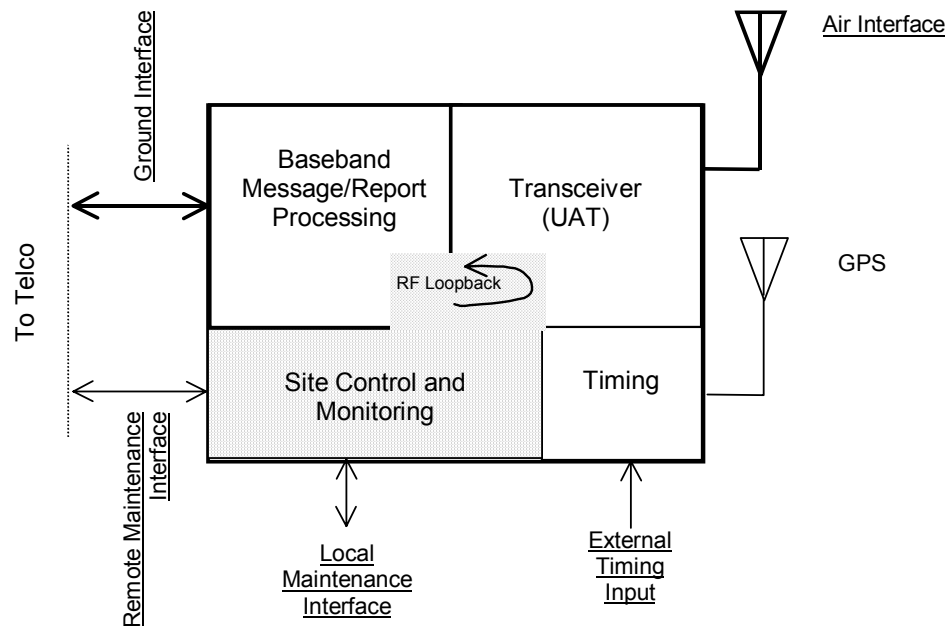 Air Interface
Ground Interface
Baseband
Message/Report
Processing
Transceiver
(UAT)
RF Loopback
GPS
To Telco
Site Control and
Monitoring
Timing
Remote Maintenance
Interface
Local
Maintenance
Interface
External
Timing
Input